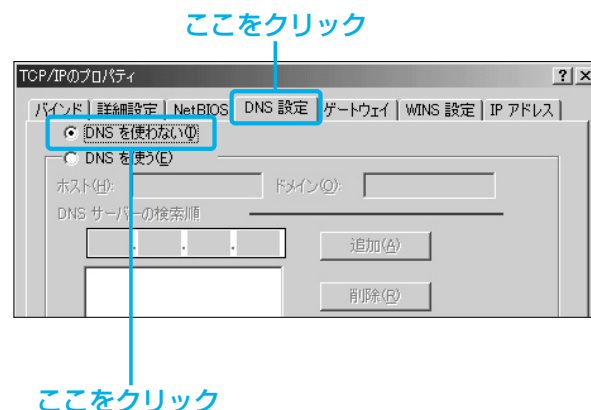 ここをクリック
TCP/IPのプロパティ
バインド 詳細設定 NetBIOS DNS 設定 ゲートウェイ WINS 設定 IP アドレス
DNS を使わない(I)
DNS を使う(E)
ホスト(H): ドメイン(O):
DNS サーバーの検索順
追加(A)
削除(R)
ここをクリック